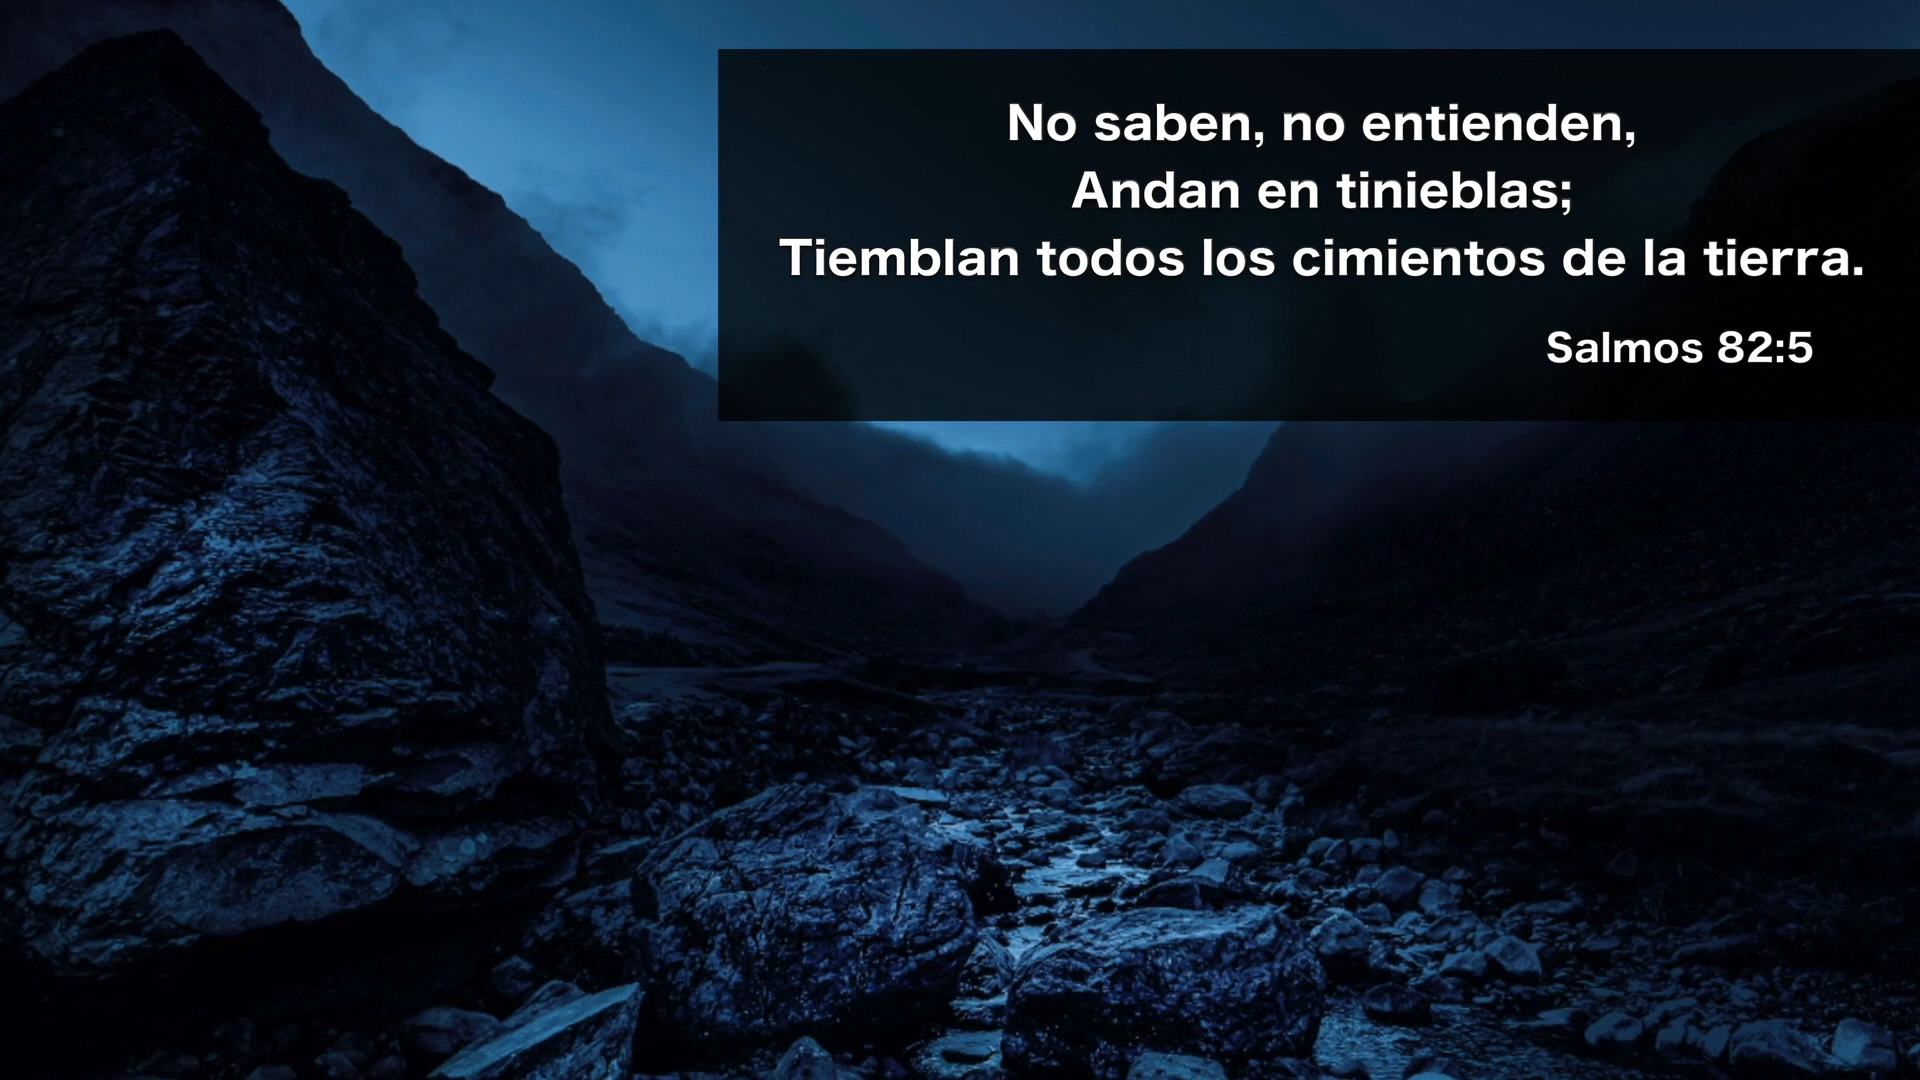 No saben, no entienden,
Andan en tinieblas;
Tiemblan todos los cimientos de la tierra.
Salmos 82:5